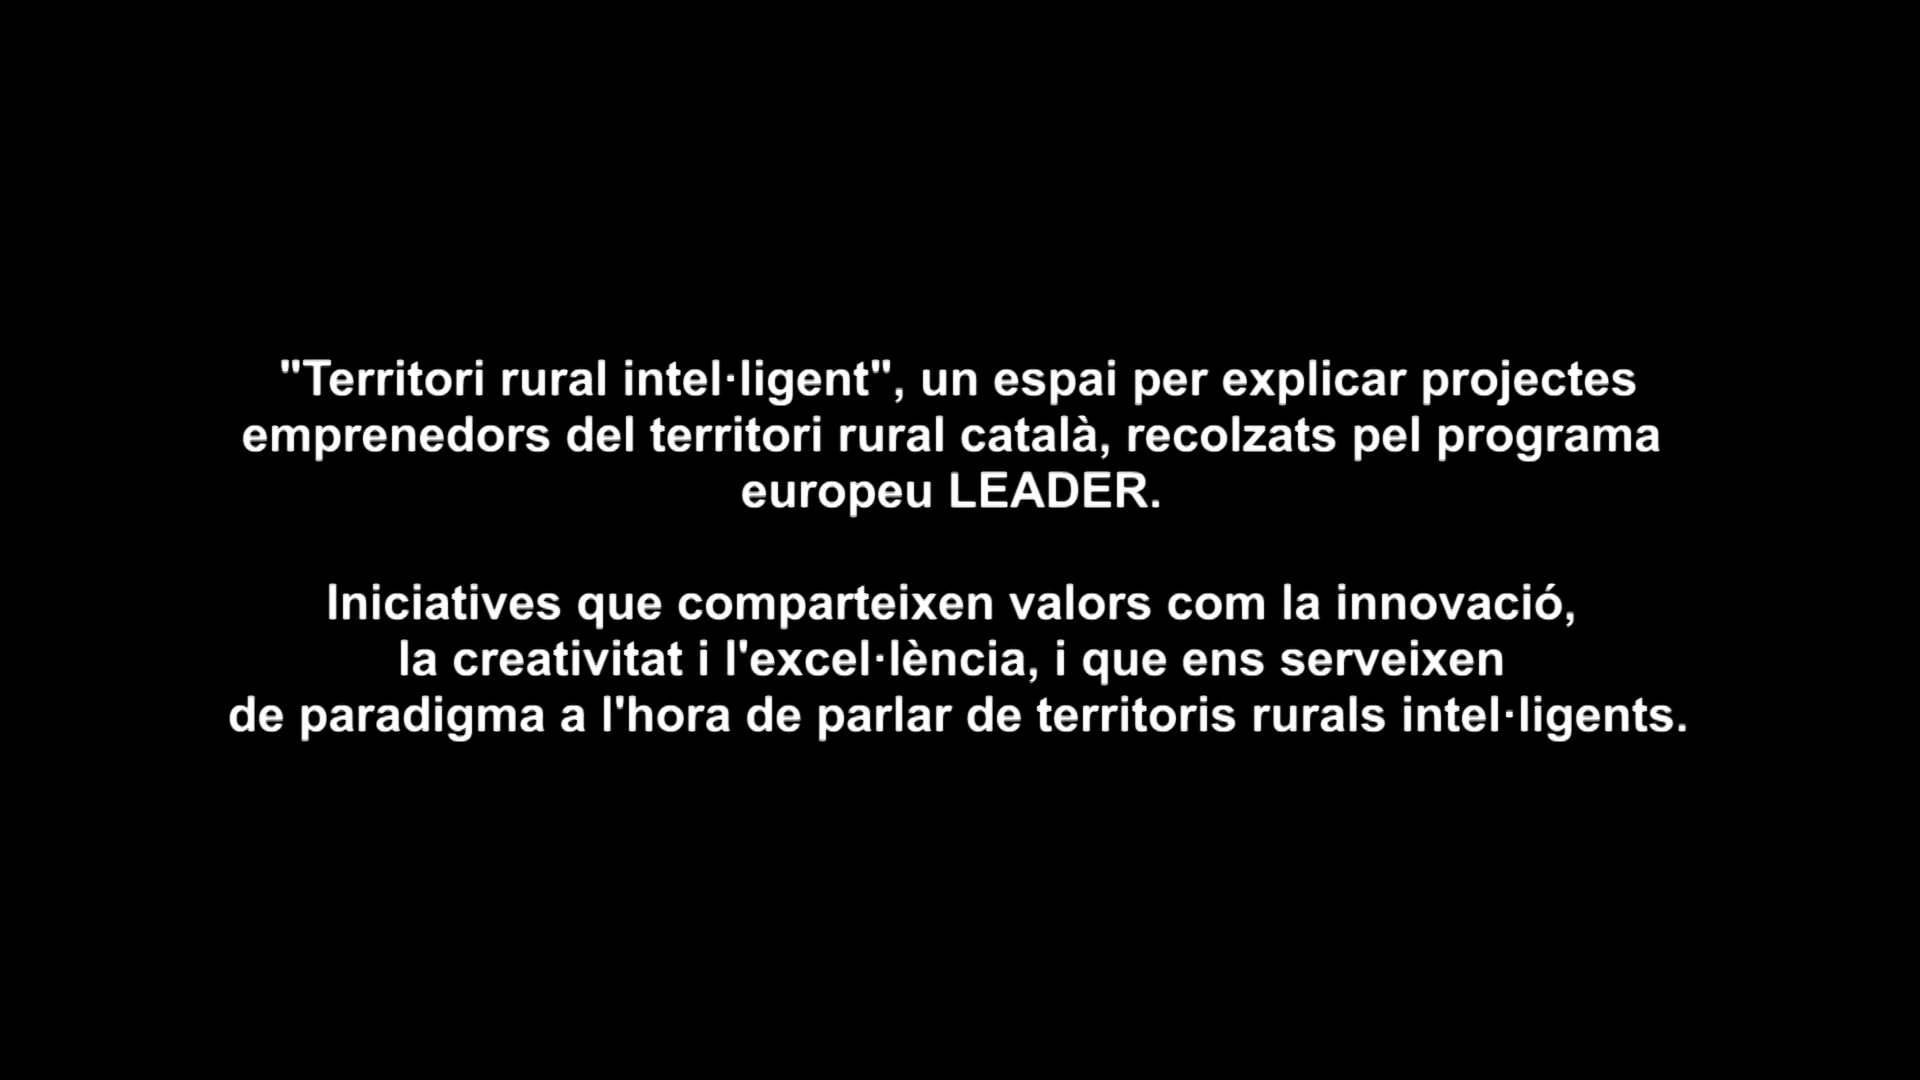 "Territori rural intel·ligent", un espai per explicar projectes
emprenedors del territori rural català, recolzats pel programa
europeu LEADER.
Iniciatives que comparteixen valors com la innovació,
la creativitat i l'excel·lència, i que ens serveixen
de paradigma a l'hora de parlar de territoris rurals intel·ligents.